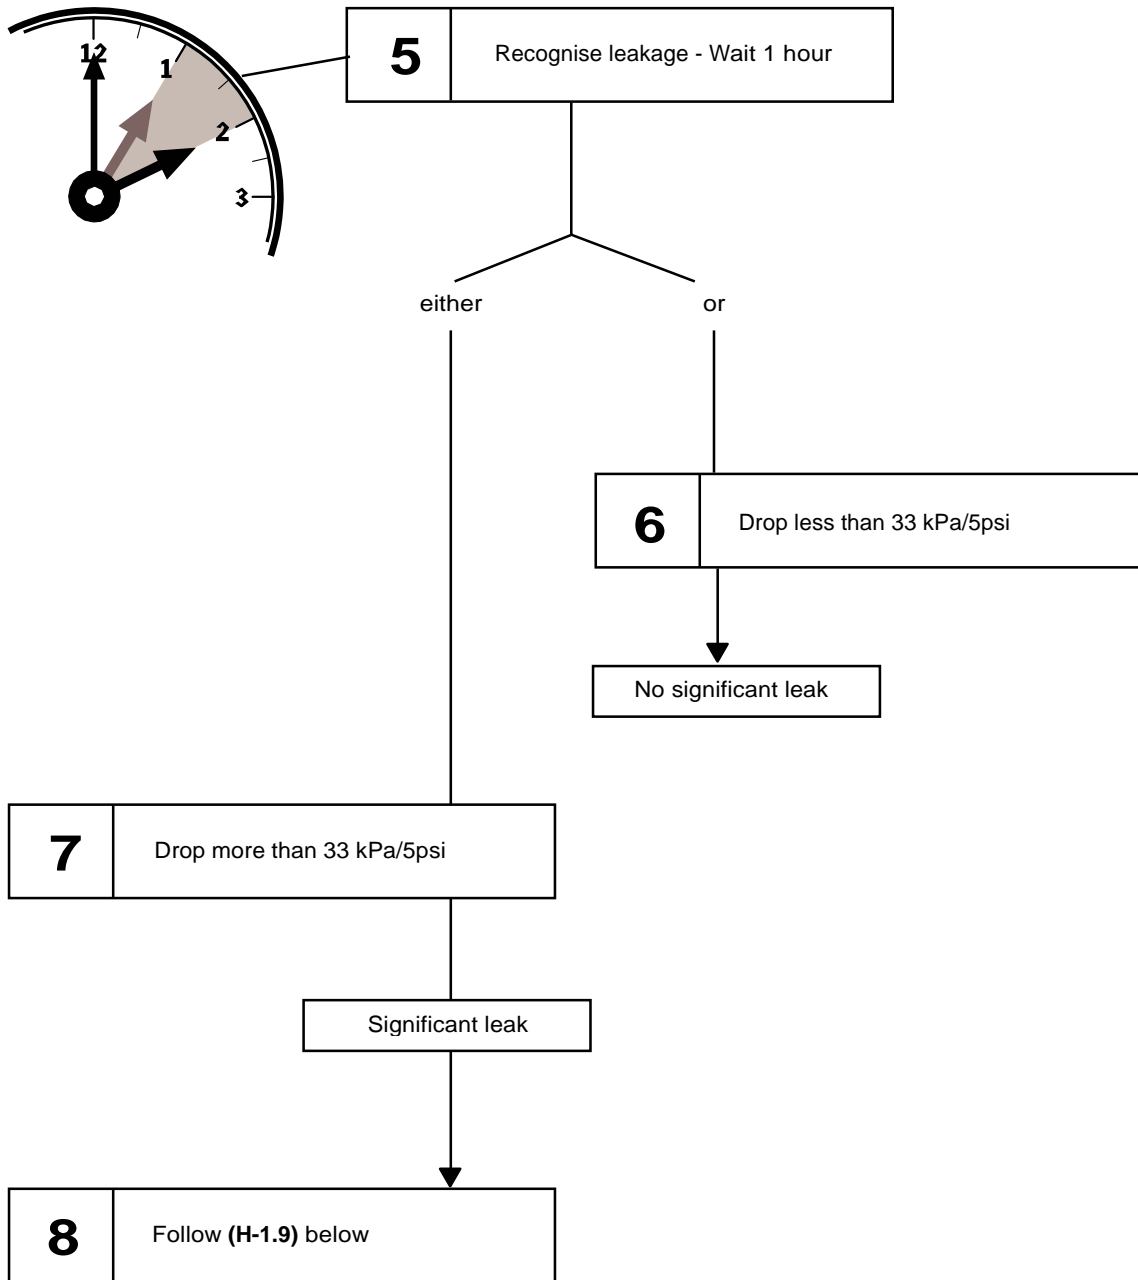 12
1
2
3
5 Recognise leakage - Wait 1 hour
either or
6 Drop less than 33 kPa/5psi
No significant leak
7 Drop more than 33 kPa/5psi
Significant leak
8 Follow (H-1.9) below